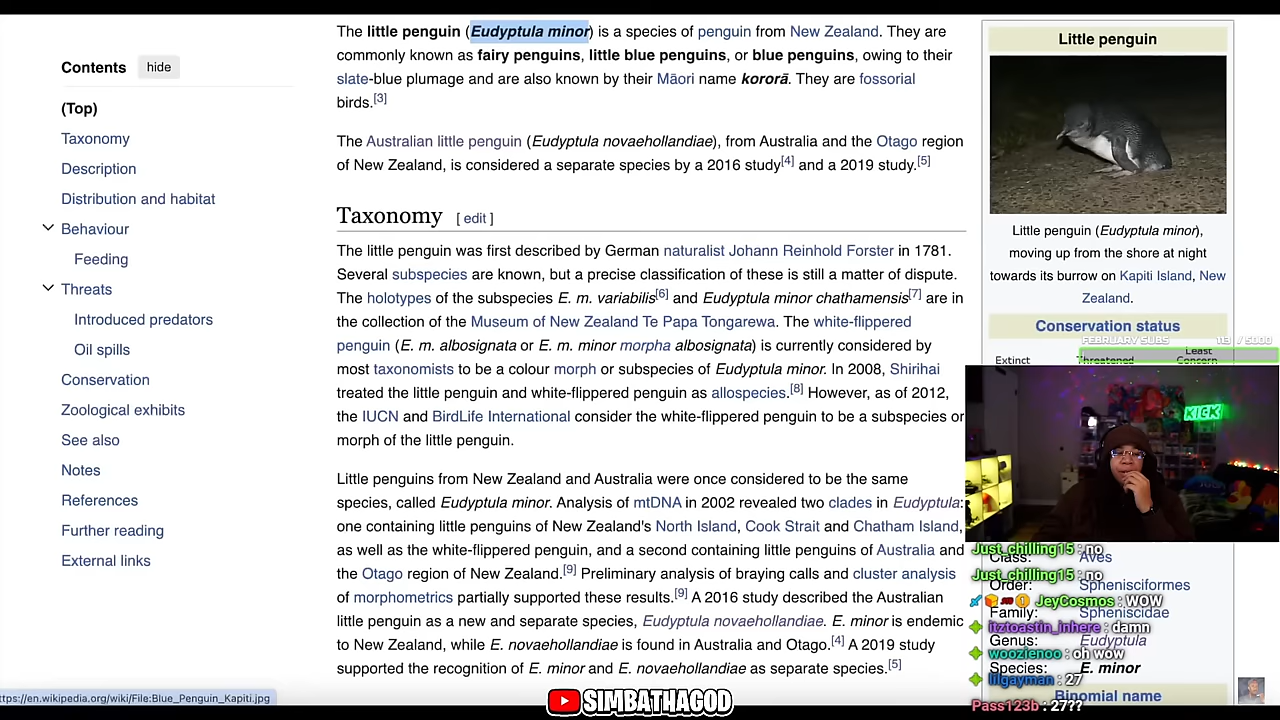 The little penguin (Eudyptula minor) is a species of penguin from New Zealand. They are
commonly known as fairy penguins, little blue penguins, or blue penguins, owing to their
slate-blue plumage and are also known by their Māori name kororā. They are fossorial
birds.[3]
The Australian little penguin (Eudyptula novaehollandiae), from Australia and the Otago region
of New Zealand, is considered a separate species by a 2016 study[4] and a 2019 study.[5]
Taxonomy [ edit ]
The little penguin was first described by German naturalist Johann Reinhold Forster in 1781.
Several subspecies are known, but a precise classification of these is still a matter of dispute.
The holotypes of the subspecies E. m. variabilis[6] and Eudyptula minor chathamensis[7] are in
the collection of the Museum of New Zealand Te Papa Tongarewa. The white-flippered
penguin (E. m. albosignata or E. m. minor morpha albosignata) is currently considered by
most taxonomists to be a colour morph or subspecies of Eudyptula minor. In 2008, Shirihai
treated the little penguin and white-flippered penguin as allospecies.[8] However, as of 2012,
the IUCN and BirdLife International consider the white-flippered penguin to be a subspecies or
morph of the little penguin.
Little penguins from New Zealand and Australia were once considered to be the same
species, called Eudyptula minor. Analysis of mtDNA in 2002 revealed two clades in Eudyptula:
one containing little penguins of New Zealand's North Island, Cook Strait and Chatham Island,
as well as the white-flippered penguin, and a second containing little penguins of Australia and
the Otago region of New Zealand.[9] Preliminary analysis of braying calls and cluster analysis
of morphometrics partially supported these results.[9] A 2016 study described the Australian
little penguin as a new and separate species, Eudyptula novaehollandiae. E. minor is endemic
to New Zealand, while E. novaehollandiae is found in Australia and Otago.[4] A 2019 study
supported the recognition of E. minor and E. novaehollandiae as separate species.[5]
Contents hide
(Top)
Taxonomy
Description
Distribution and habitat
Behaviour
Feeding
Threats
Introduced predators
Oil spills
Conservation
Zoological exhibits
See also
Notes
References
Further reading
External links
Little penguin
Little penguin (Eudyptula minor),
moving up from the shore at night
towards its burrow on Kapiti Island, New
Zealand.
Conservation status
FEBRUARY SUBS 113 / 5000
Extinct Threatened Least Concern
KICK
Just_chilling15 : no
Class: Aves
Just_chilling15 : no
Order: Sphenisciformes
JeyCosmos : WOW
Family: Spheniscidae
itztoastin_inhere : damn
Genus: Eudyptula
woozienoo : oh wow
Species: E. minor
lilgayman : 27
Binomial name
Pass123b : 27??
ttps://en.wikipedia.org/wiki/File:Blue_Penguin_Kapiti.jpg
SIMBATHAGOD